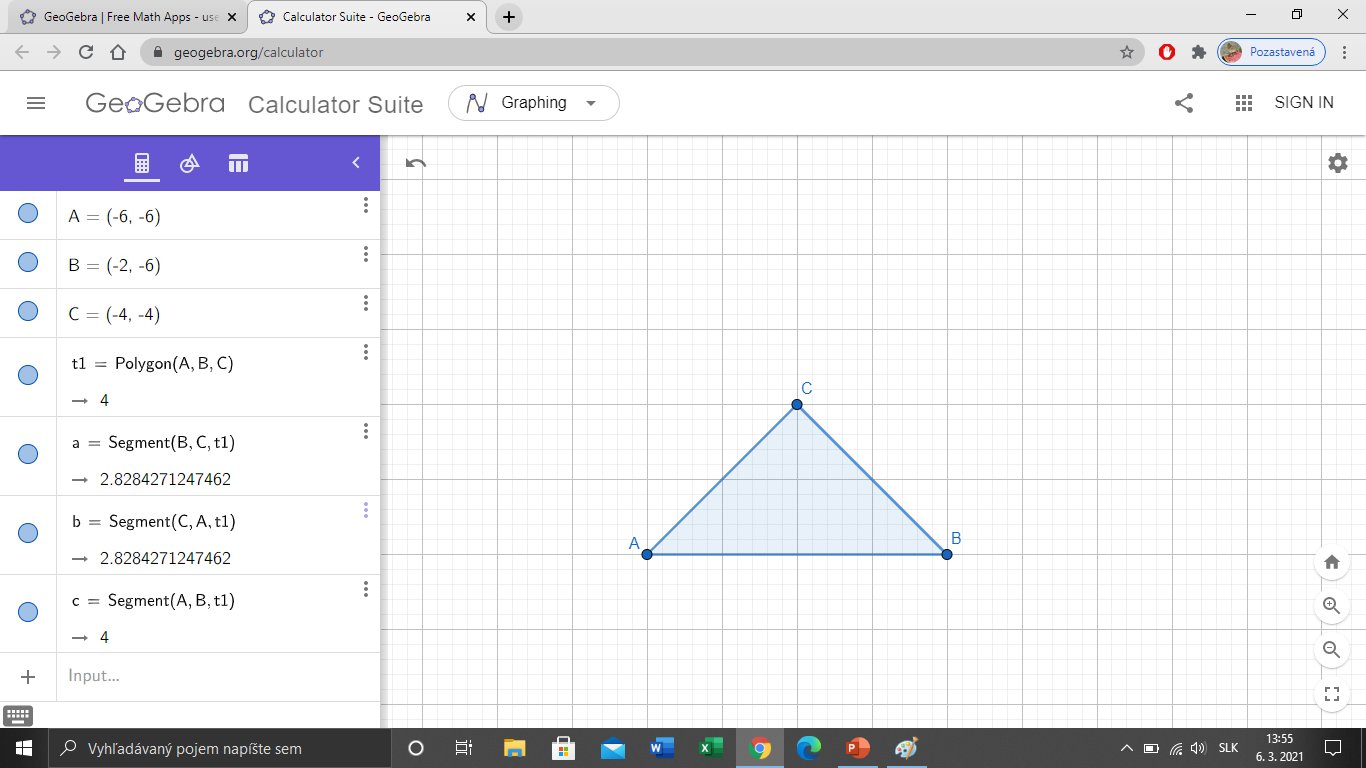 GeoGebra | Free Math Apps - use
Calculator Suite - GeoGebra
geogebra.org/calculator
Pozastavená
GeoGebra Calculator Suite
Graphing
SIGN IN
A = (-6, -6)
B = (-2, -6)
C = (-4, -4)
t1 = Polygon(A, B, C)
→ 4
a = Segment(B, C, t1)
→ 2.8284271247462
b = Segment(C, A, t1)
→ 2.8284271247462
c = Segment(A, B, t1)
→ 4
Input...
C
A
B
Vyhľadávaný pojem napíšte sem
SLK
13:55
6. 3. 2021